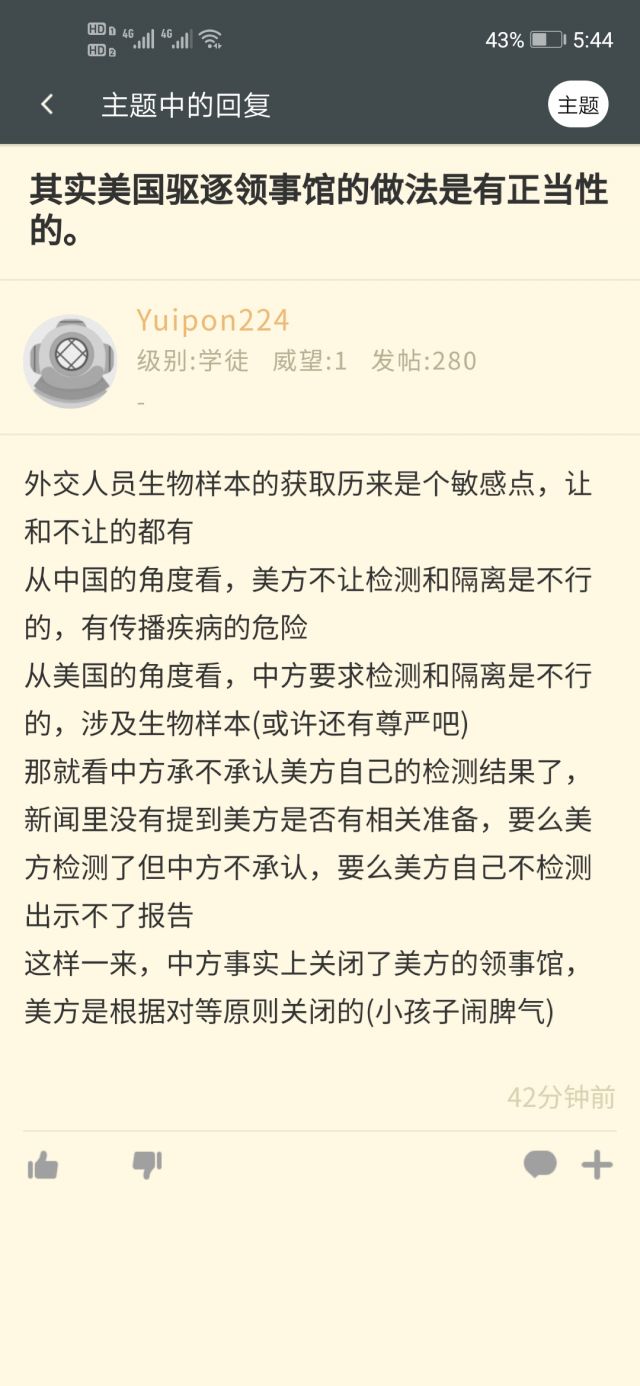 HD 1 4G 4G
HD 2
43% 5:44
主题中的回复
主题
其实美国驱逐领事馆的做法是有正当性
的。
Yuipon224
级别:学徒 威望:1 发帖:280
-
外交人员生物样本的获取历来是个敏感点，让
和不让的都有
从中国的角度看，美方不让检测和隔离是不行
的，有传播疾病的危险
从美国的角度看，中方要求检测和隔离是不行
的，涉及生物样本(或许还有尊严吧)
那就看中方承不承认美方自己的检测结果了，
新闻里没有提到美方是否有相关准备，要么美
方检测了但中方不承认，要么美方自己不检测
出示不了报告
这样一来，中方事实上关闭了美方的领事馆，
美方是根据对等原则关闭的(小孩子闹脾气)
42分钟前